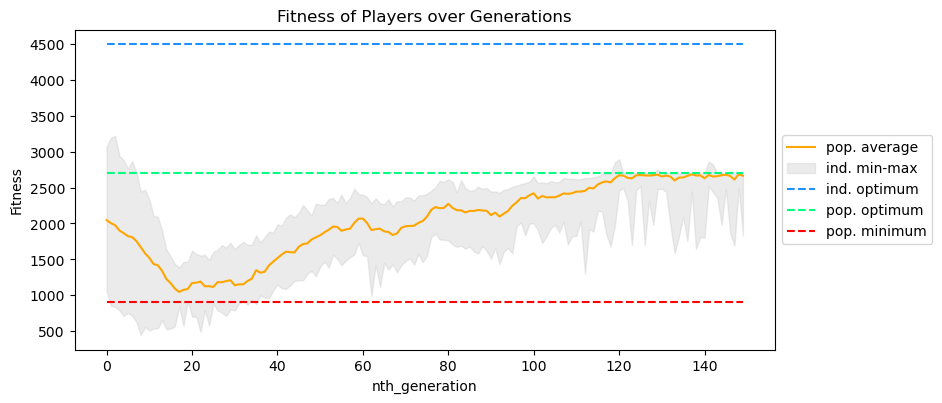 Fitness of Players over Generations
Fitness
4500
4000
3500
3000
2500
2000
1500
1000
500
0
20
40
60
80
100
120
140
nth_generation
pop. average
ind. min-max
ind. optimum
pop. optimum
pop. minimum